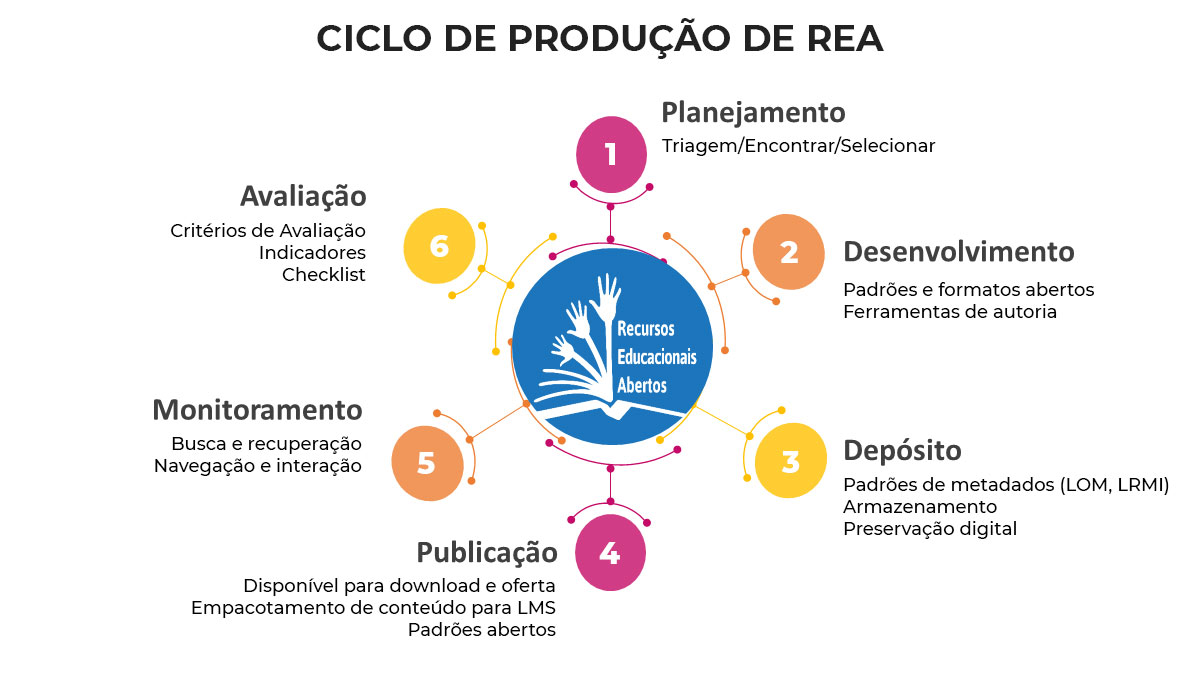 CICLO DE PRODUÇÃO DE REA
1
Planejamento
Triagem/Encontrar/Selecionar
2
Desenvolvimento
Padrões e formatos abertos
Ferramentas de autoria
3
Depósito
Padrões de metadados (LOM, LRMI)
Armazenamento
Preservação digital
4
Publicação
Disponível para download e oferta
Empacotamento de conteúdo para LMS
Padrões abertos
5
Monitoramento
Busca e recuperação
Navegação e interação
6
Avaliação
Critérios de Avaliação
Indicadores
Checklist
Recursos
Educacionais
Abertos